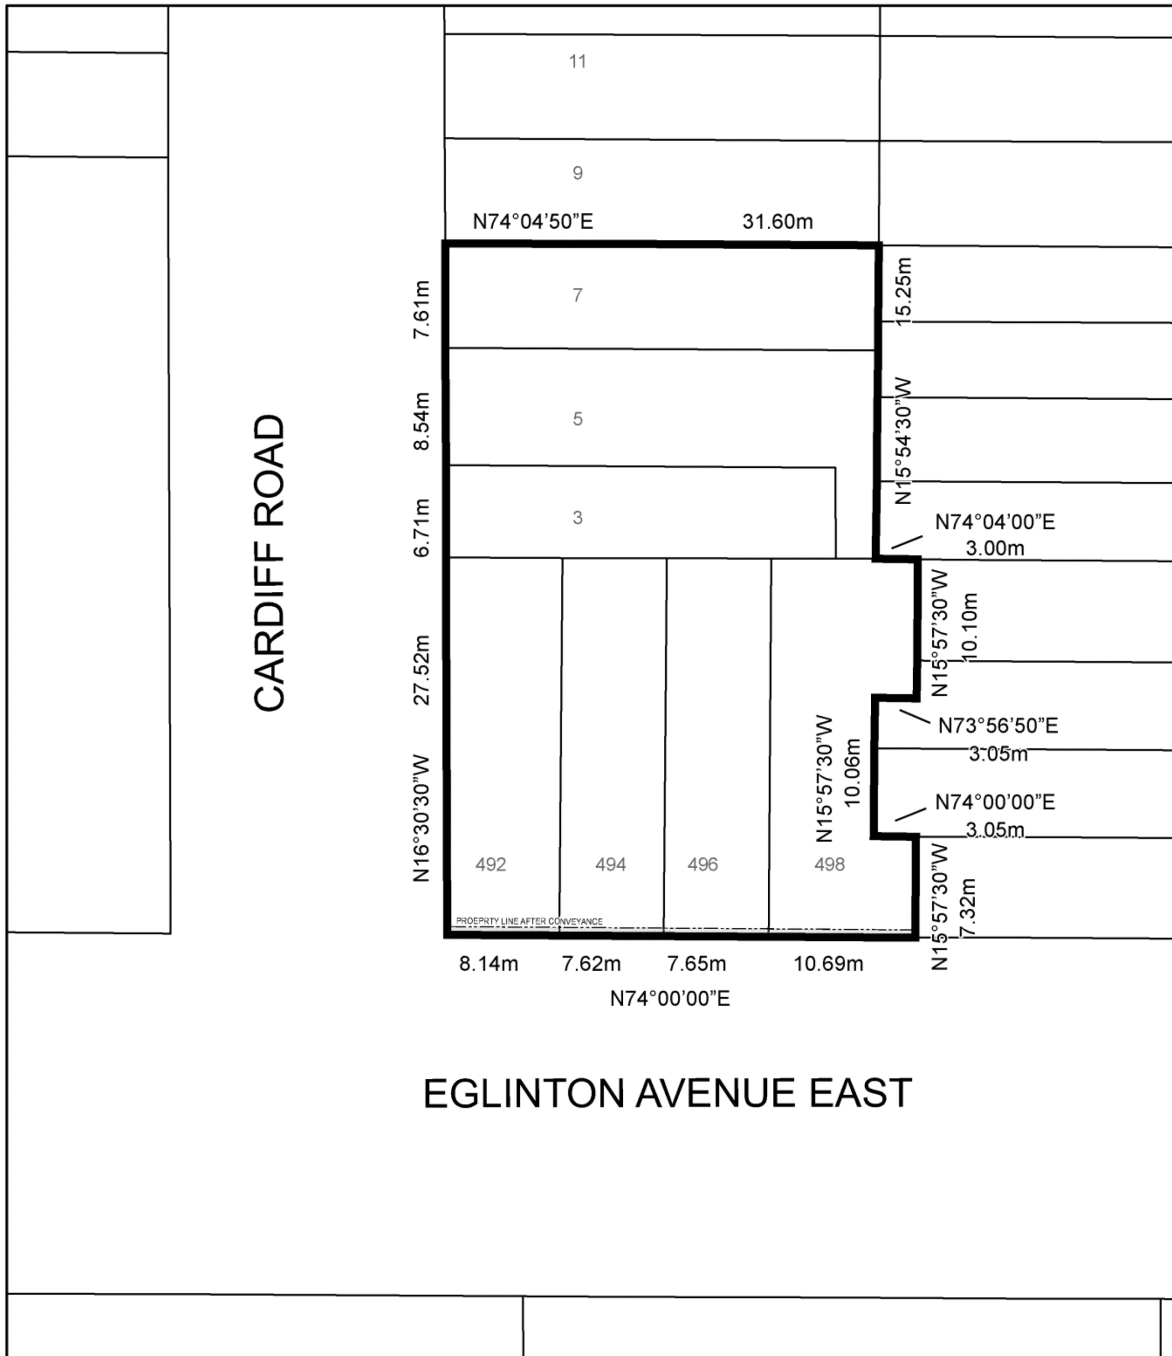 11
9
N74°04'50"E 31.60m
7
7.61m
15.25m
5
8.54m
N15°54'30"W
3
6.71m
N74°04'00"E
3.00m
CARDIFF ROAD
27.52m
N16°30'30"W
N15°57'30"W
10.10m
N73°56'50"E
3.05m
N15°57'30"W
10.06m
N74°00'00"E
3.05m
492 494 496 498
N15°57'30"W
7.32m
PROEPRTY LINE AFTER CONVEYANCE
8.14m 7.62m 7.65m 10.69m
N74°00'00"E
EGLINTON AVENUE EAST